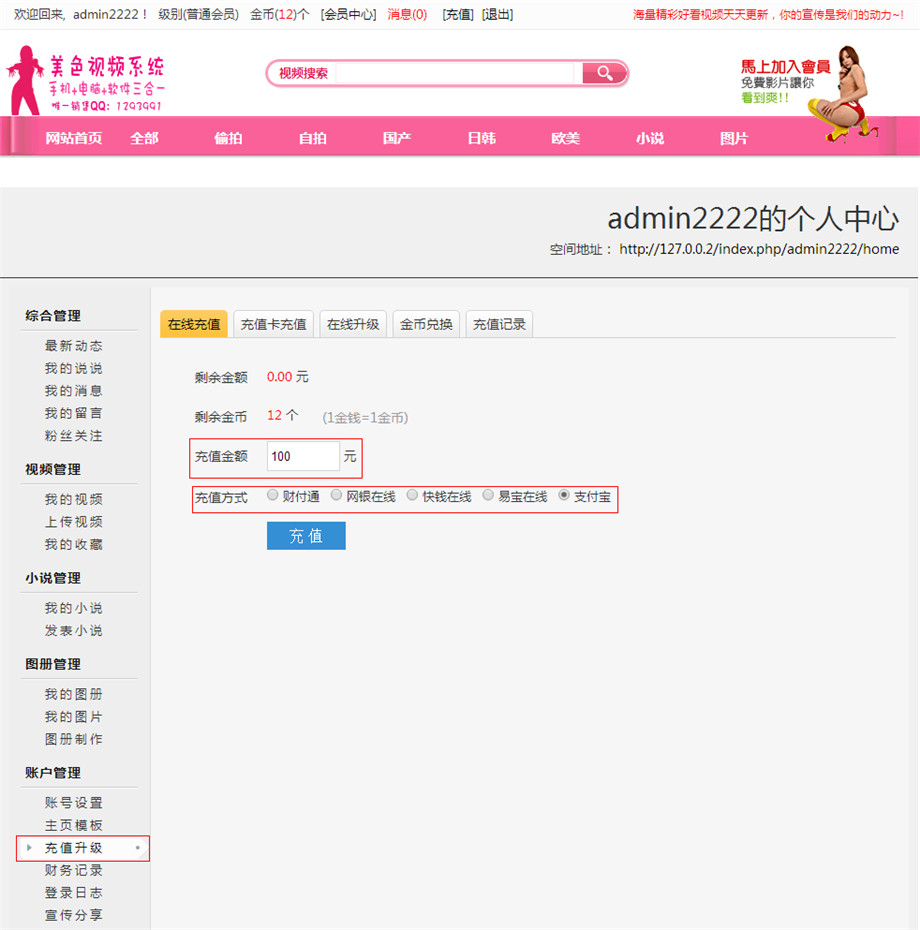 欢迎回来, admin2222！ 级别(普通会员) 金币(12)个 [会员中心] 消息(0) [充值] [退出] 海量精彩好看视频天天更新，你的宣传是我们的动力~!
美色视频系统
手机+电脑+软件三合一
唯一销售QQ：1293991
视频搜索
馬上加入會員
免費影片讓你
看到爽!!
网站首页 全部 偷拍 自拍 国产 日韩 欧美 小说 图片
admin2222的个人中心
空间地址： http://127.0.0.2/index.php/admin2222/home
综合管理
最新动态
我的说说
我的消息
我的留言
粉丝关注
视频管理
我的视频
上传视频
我的收藏
小说管理
我的小说
发表小说
图册管理
我的图册
我的图片
图册制作
账户管理
账号设置
主页模板
充值升级
财务记录
登录日志
宣传分享
在线充值 充值卡充值 在线升级 金币兑换 充值记录
剩余金额 0.00 元
剩余金币 12 个 (1金钱=1金币)
充值金额 100 元
充值方式 财付通 网银在线 快钱在线 易宝在线 支付宝
充 值